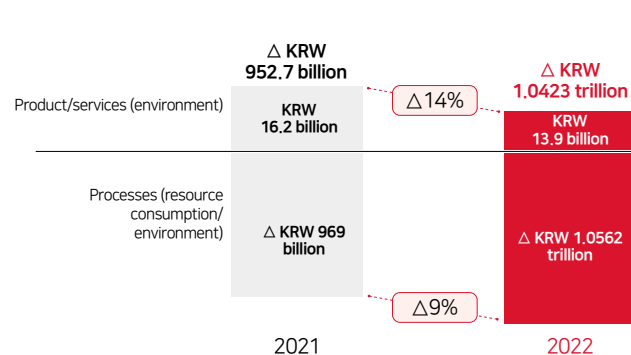 △ KRW
952.7 billion
△ KRW
1.0423 trillion
Product/services (environment)
KRW
16.2 billion
△14%
KRW
13.9 billion
Processes (resource
consumption/
environment)
△ KRW 969
billion
△ KRW 1.0562
trillion
△9%
2021
2022